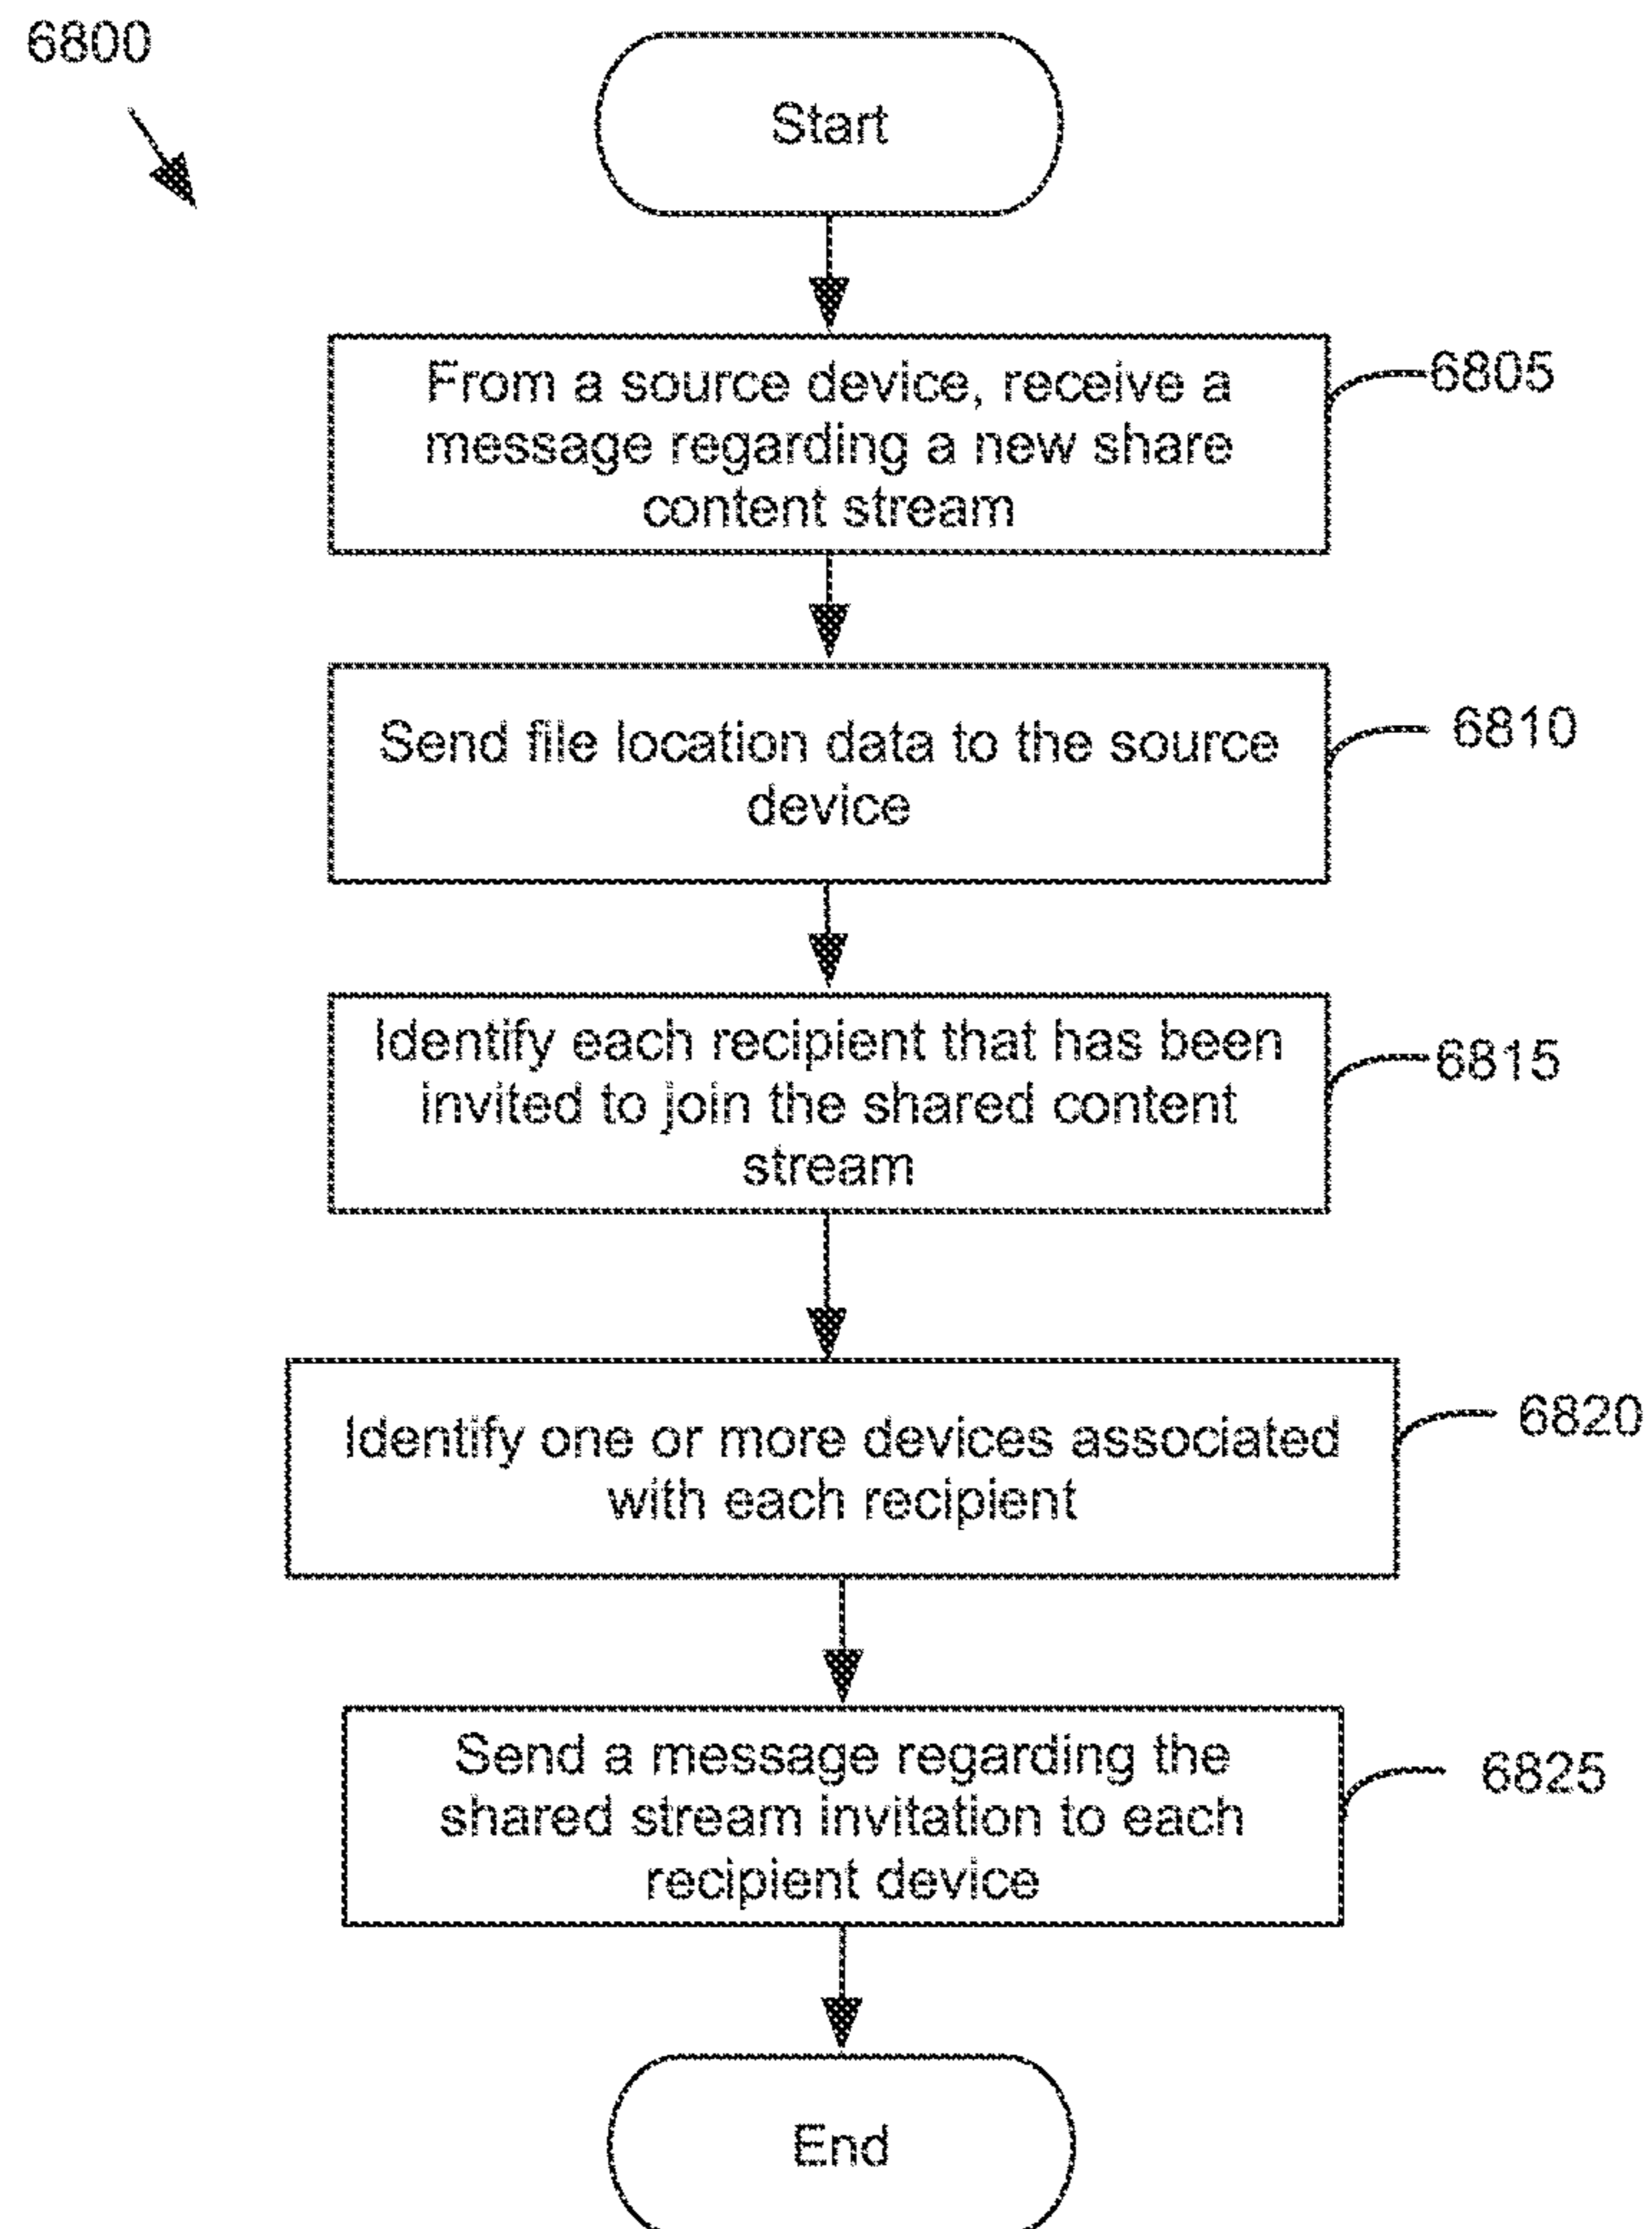 6800
Start
From a source device, receive a
message regarding a new share
content stream
6805
Send file location data to the source
device
6810
Identify each recipient that has been
invited to join the shared content
stream
6815
Identify one or more devices associated
with each recipient
6820
Send a message regarding the
shared stream invitation to each
recipient device
6825
End